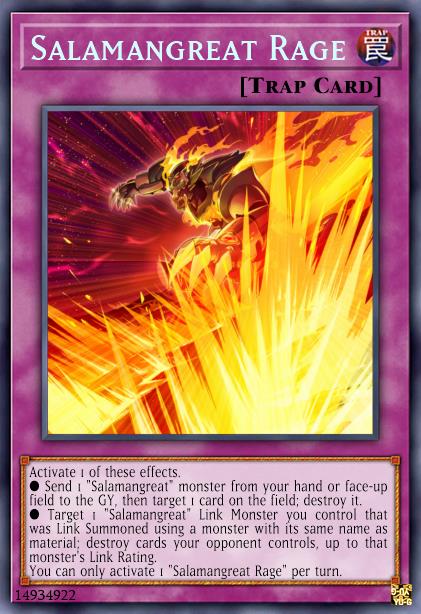 Salamangreat Rage
TRAP
罠
[Trap Card]
Activate 1 of these effects.
● Send 1 "Salamangreat" monster from your hand or face-up
field to the GY, then target 1 card on the field; destroy it.
● Target 1 "Salamangreat" Link Monster you control that
was Link Summoned using a monster with its same name as
material; destroy cards your opponent controls, up to that
monster's Link Rating.
You can only activate 1 "Salamangreat Rage" per turn.
14934922